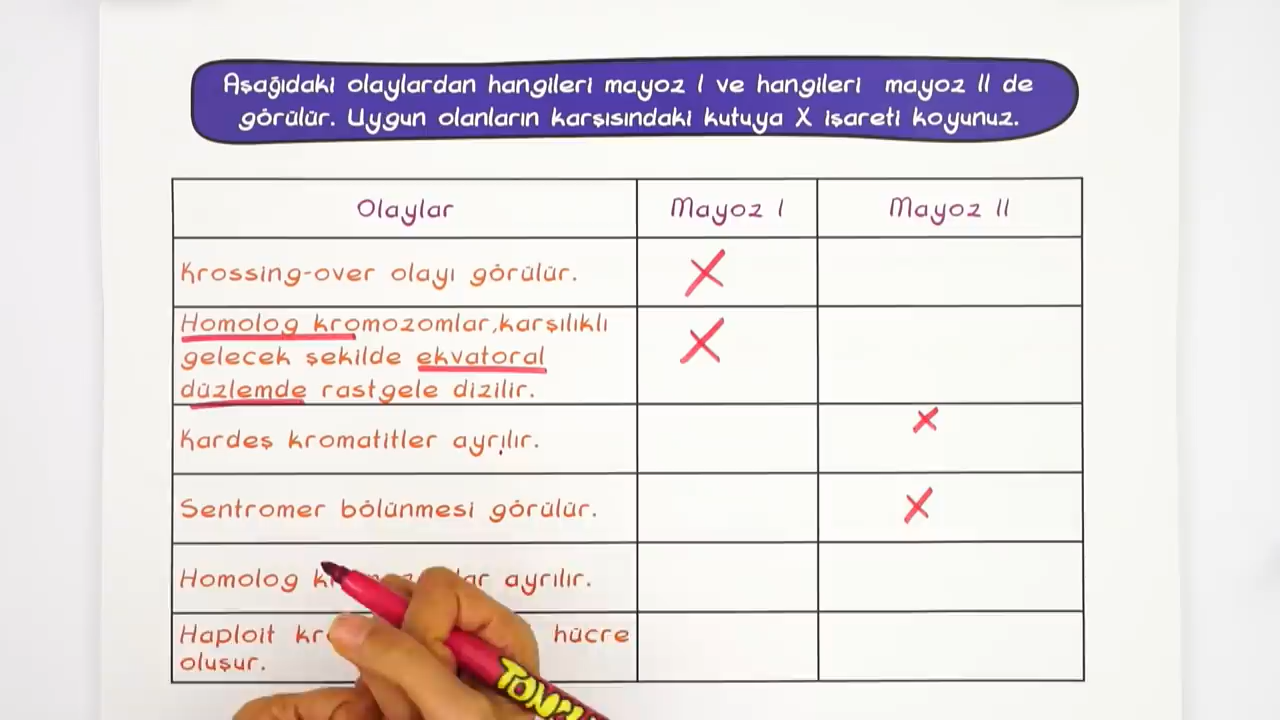 Aşağıdaki olaylardan hangileri mayoz I ve hangileri mayoz II de
görülür. Uygun olanların karşısındaki kutuya X işareti koyunuz.
Olaylar Mayoz I Mayoz II
Krossing-over olayı görülür. X
Homolog kromozomlar,karşılıklı
gelecek şekilde ekvatoral X
düzlemde rastgele dizilir.
Kardeş kromatitler ayrılır. X
Sentromer bölünmesi görülür. X
Homolog ayrılır.
Haploit hücre
oluşur.